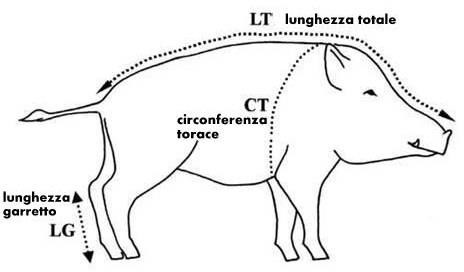 LT lunghezza totale
CT
circonferenza
torace
lunghezza
garretto
LG